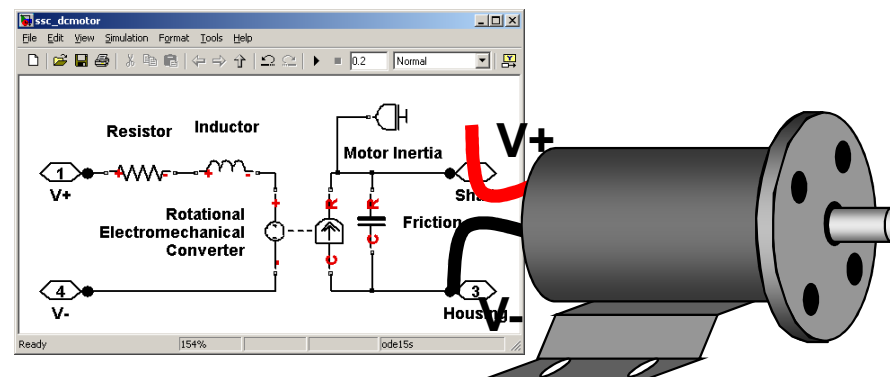 ssc_dcmotor
File Edit View Simulation Format Tools Help
0.2 Normal
Resistor Inductor
Motor Inertia
1
V+
+ - + -
Sha
V+
Rotational
Electromechanical
Converter
+
-
R R
C C
Friction
4
V-
3
Housing
V-
Ready 154% ode15s